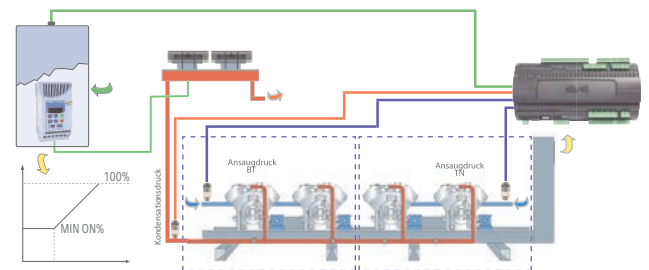 100%
MIN ON%
Kondensationsdruck
Ansaugdruck
BT
Ansaugdruck
TN